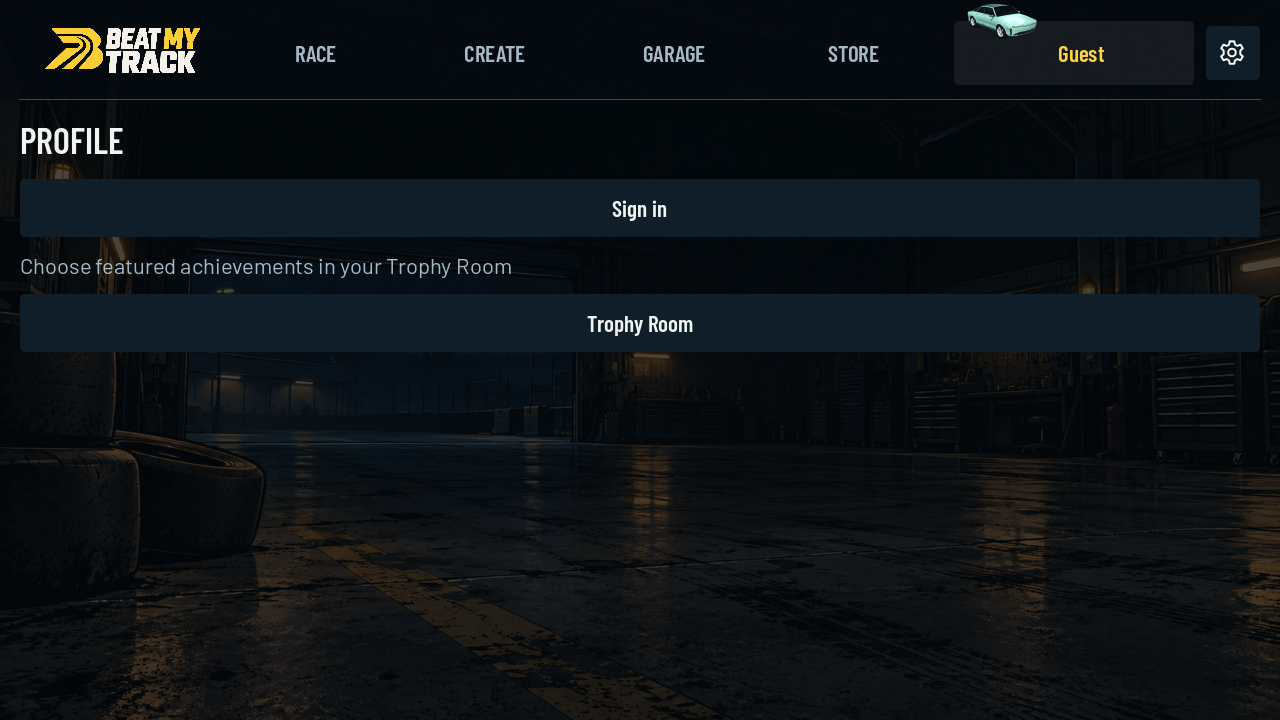 BEAT MY
TRACK
RACE
CREATE
GARAGE
STORE
Guest
PROFILE
Sign in
Choose featured achievements in your Trophy Room
Trophy Room